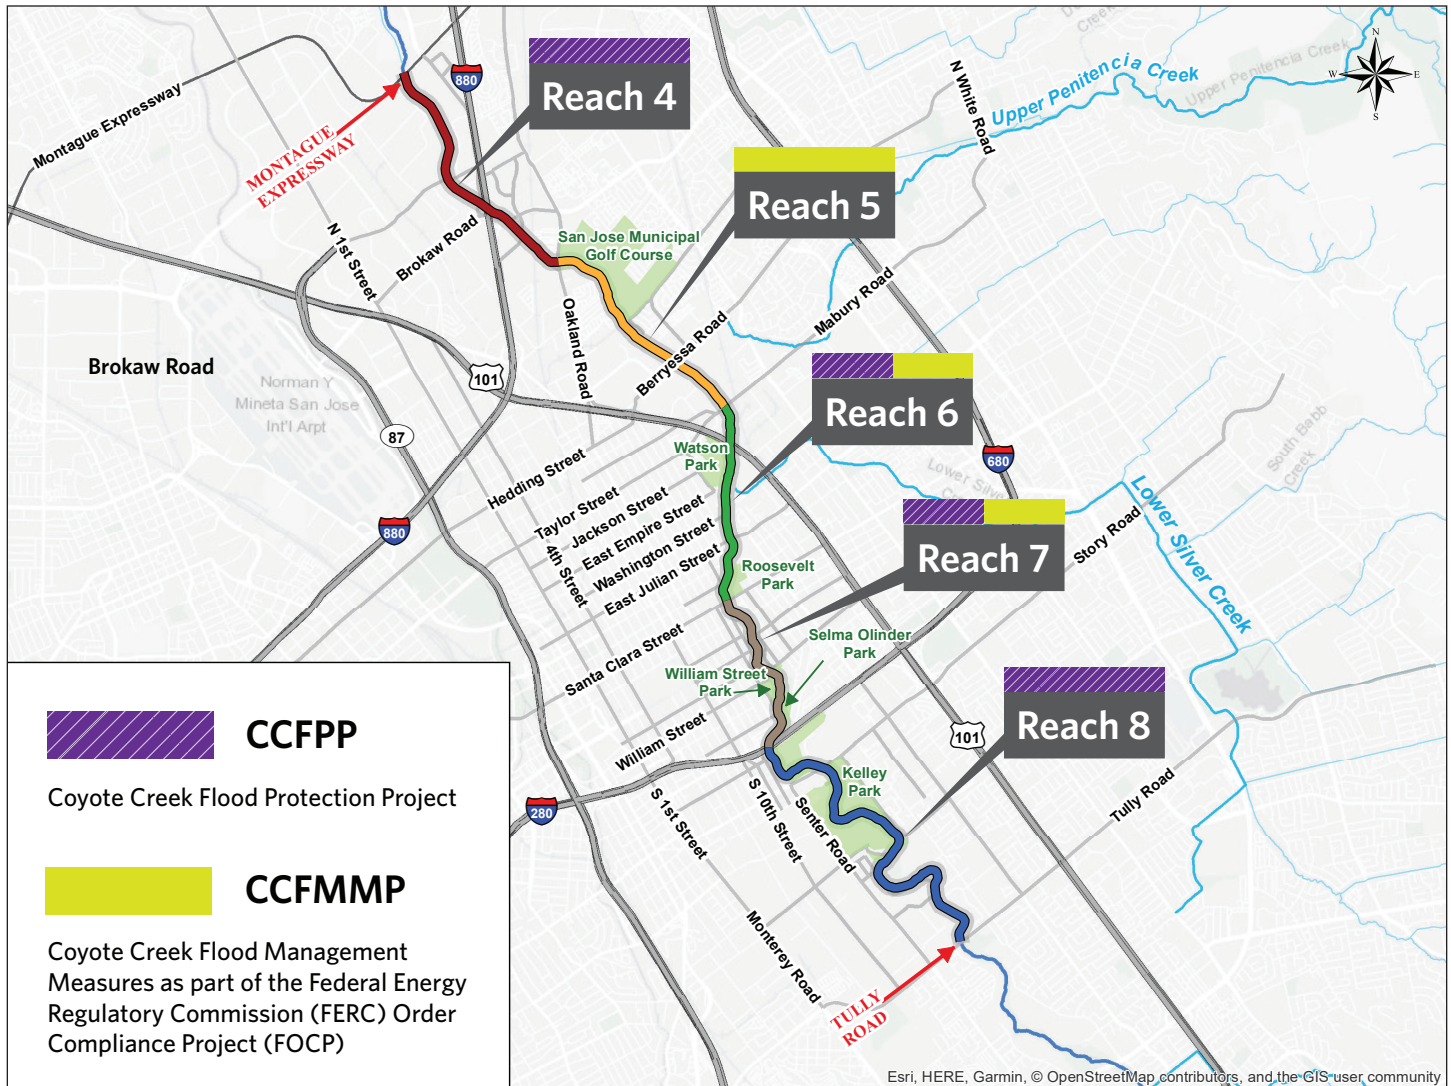 Reach 4
Reach 5
Reach 6
Reach 7
Reach 8
N
W
E
S
Montague Expressway
MONTAGUE
EXPRESSWAY
880
N White Road
Upper Penitencia Creek
Upper Penitencia Creek
N 1st Street
Brokaw Road
San Jose Municipal
Golf Course
Oakland Road
Berryessa Road
Mabury Road
Brokaw Road
Norman Y
Mineta San Jose
Int'l Arpt
101
87
880
680
Watson
Park
Hedding Street
Taylor Street
Jackson Street
East Empire Street
Washington Street
East Julian Street
4th Street
Lower Silver Creek
South Babb
Creek
Story Road
Roosevelt
Park
Selma Olinder
Park
Santa Clara Street
William Street
Park
William Street
101
280
Kelley
Park
S 1st Street
S 10th Street
Senter Road
Tully Road
Monterey Road
TULLY
ROAD
CCFPP
Coyote Creek Flood Protection Project
CCFMMP
Coyote Creek Flood Management
Measures as part of the Federal Energy
Regulatory Commission (FERC) Order
Compliance Project (FOCP)
Esri, HERE, Garmin, © OpenStreetMap contributors, and the GIS user community